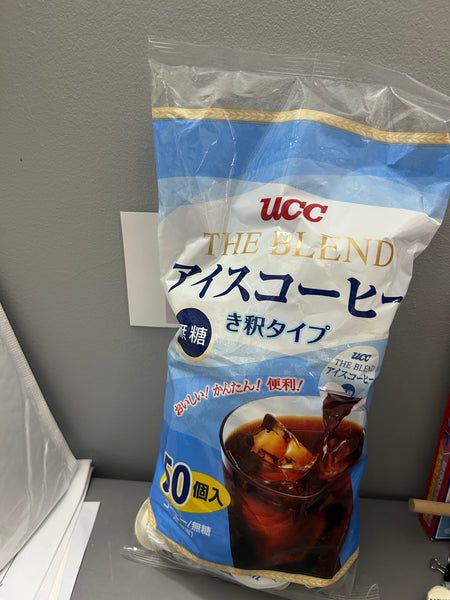 UCC
THE BLEND
アイスコーヒー
無糖
き釈タイプ
UCC
THE BLEND
アイスコーヒー
おいしい! かんたん! 便利!
50個入
/無糖